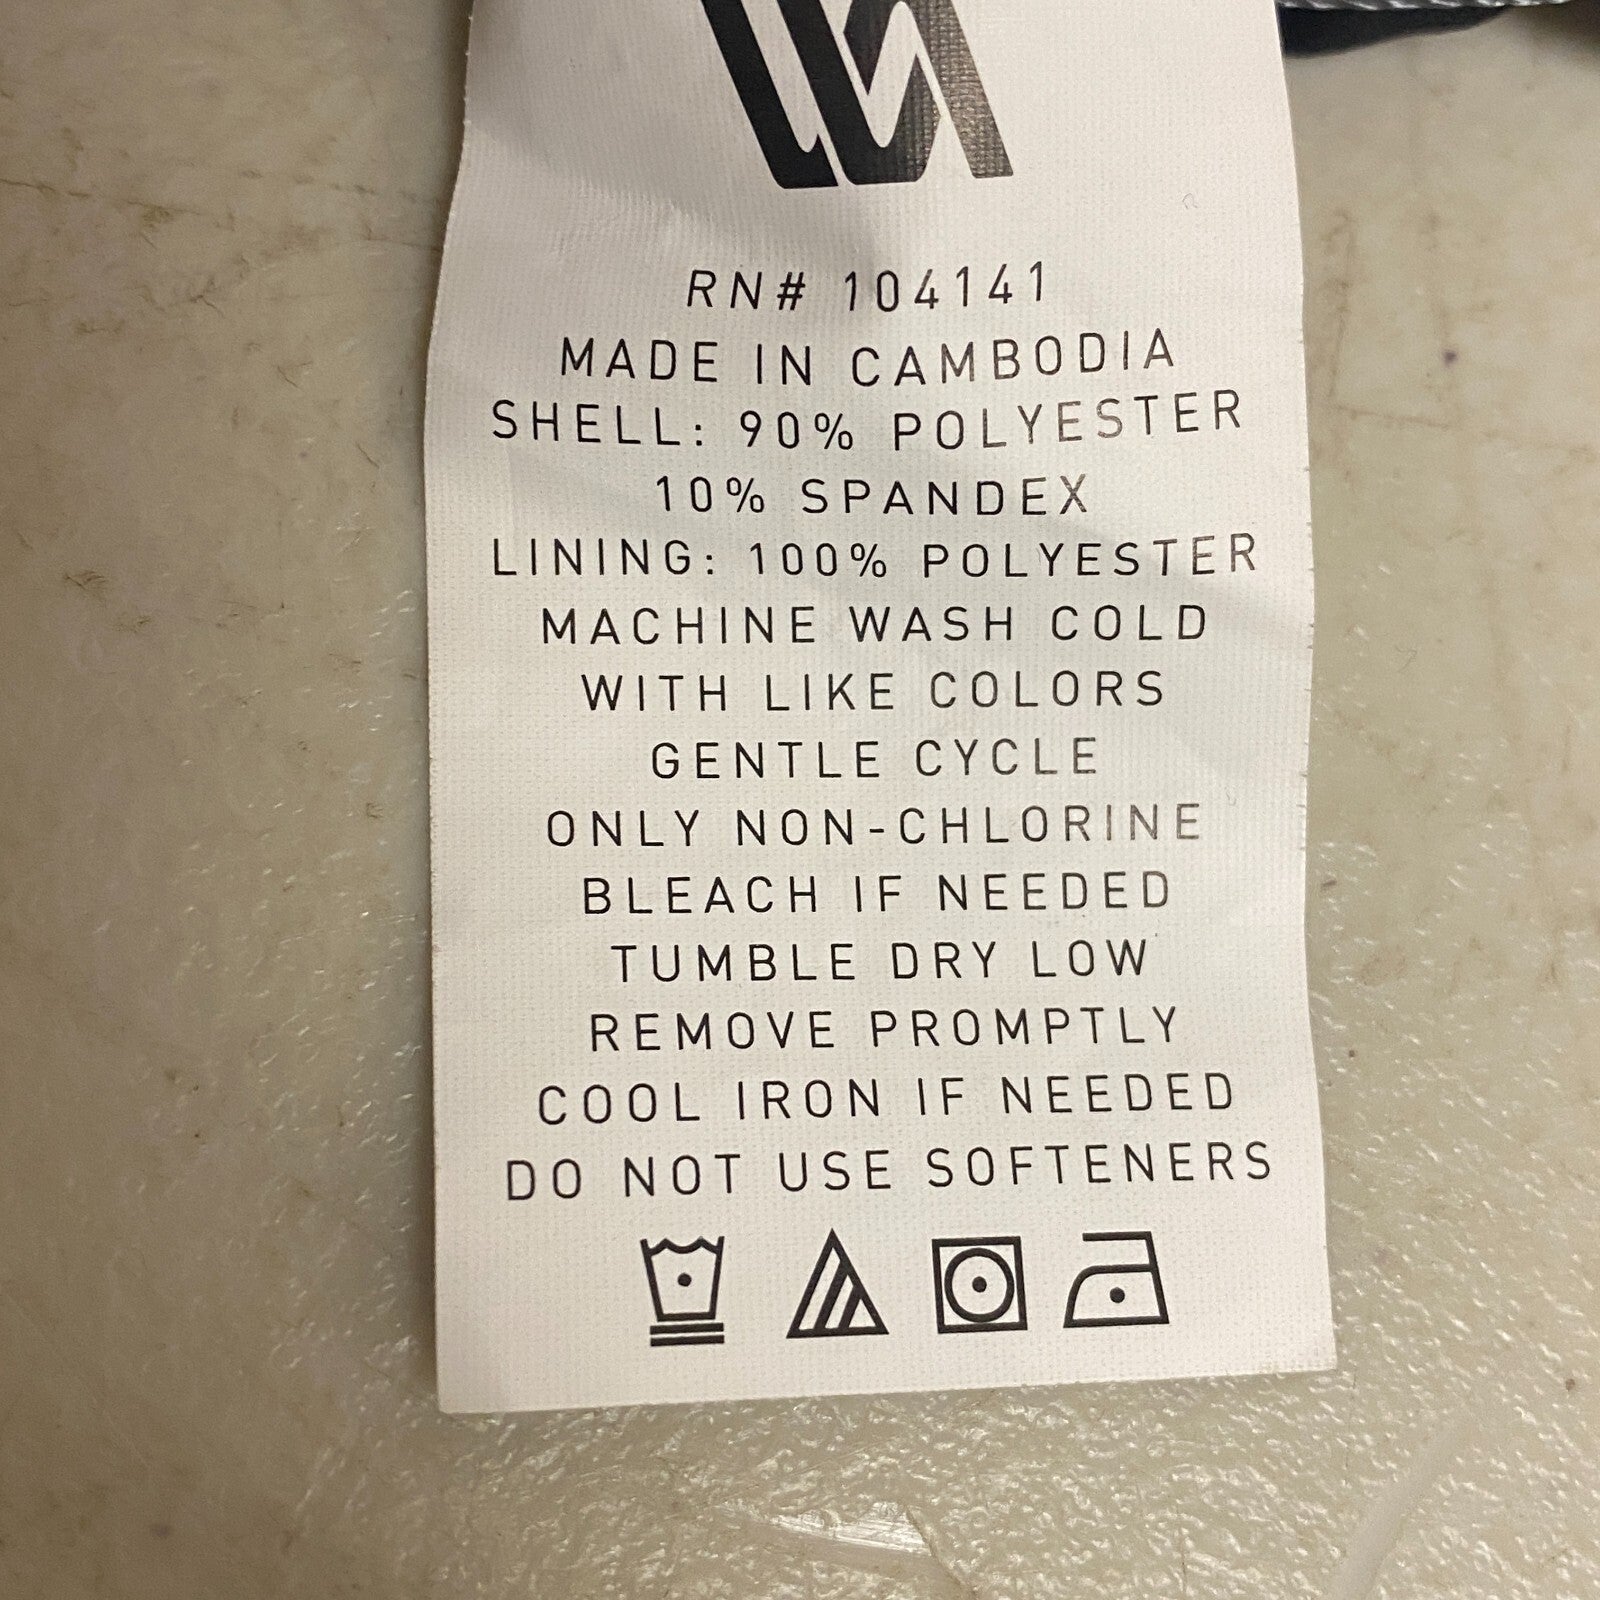 RN# 104141
MADE IN CAMBODIA
SHELL: 90% POLYESTER
10% SPANDEX
LINING: 100% POLYESTER
MACHINE WASH COLD
WITH LIKE COLORS
GENTLE CYCLE
ONLY NON-CHLORINE
BLEACH IF NEEDED
TUMBLE DRY LOW
REMOVE PROMPTLY
COOL IRON IF NEEDED
DO NOT USE SOFTENERS